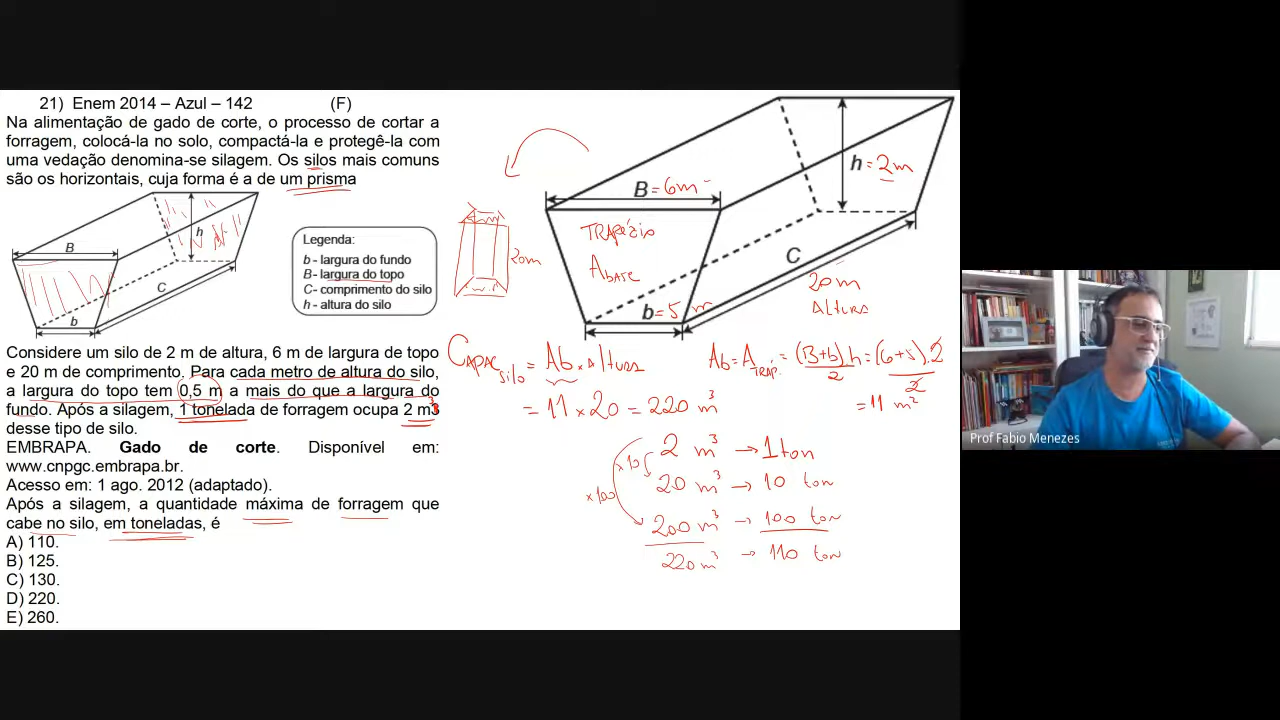 21) Enem 2014 – Azul – 142 (F)
Na alimentação de gado de corte, o processo de cortar a
forragem, colocá-la no solo, compactá-la e protegê-la com
uma vedação denomina-se silagem. Os silos mais comuns
são os horizontais, cuja forma é a de um prisma
B
h
C
b
Legenda:
b - largura do fundo
B - largura do topo
C - comprimento do silo
h - altura do silo
20m
Considere um silo de 2 m de altura, 6 m de largura de topo
e 20 m de comprimento. Para cada metro de altura do silo,
a largura do topo tem 0,5 m a mais do que a largura do
fundo. Após a silagem, 1 tonelada de forragem ocupa 2 m³
desse tipo de silo.
EMBRAPA. Gado de corte. Disponível em:
www.cnpgc.embrapa.br.
Acesso em: 1 ago. 2012 (adaptado).
Após a silagem, a quantidade máxima de forragem que
cabe no silo, em toneladas, é
A) 110.
B) 125.
C) 130.
D) 220.
E) 260.
B = 6m
h = 2m
TRAPÉZIO
ABASE
C
20m
ALTURA
b = 5 m
CAPAC silo = Ab × ALTURA
= 11 × 20 = 220 m³
Ab = A TRAP. = (B+b).h/2 = (6+5).2/2
= 11 m²
2 m³ → 1 ton
×10
20 m³ → 10 ton
×100
200 m³ → 100 ton
220 m³ → 110 ton
Prof Fabio Menezes